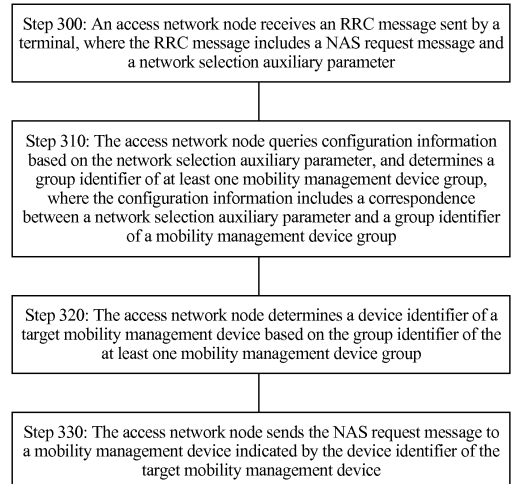 Step 300: An access network node receives an RRC message sent by a
terminal, where the RRC message includes a NAS request message and
a network selection auxiliary parameter
Step 310: The access network node queries configuration information
based on the network selection auxiliary parameter, and determines a
group identifier of at least one mobility management device group,
where the configuration information includes a correspondence
between a network selection auxiliary parameter and a group identifier
of a mobility management device group
Step 320: The access network node determines a device identifier of a
target mobility management device based on the group identifier of the
at least one mobility management device group
Step 330: The access network node sends the NAS request message to
a mobility management device indicated by the device identifier of the
target mobility management device